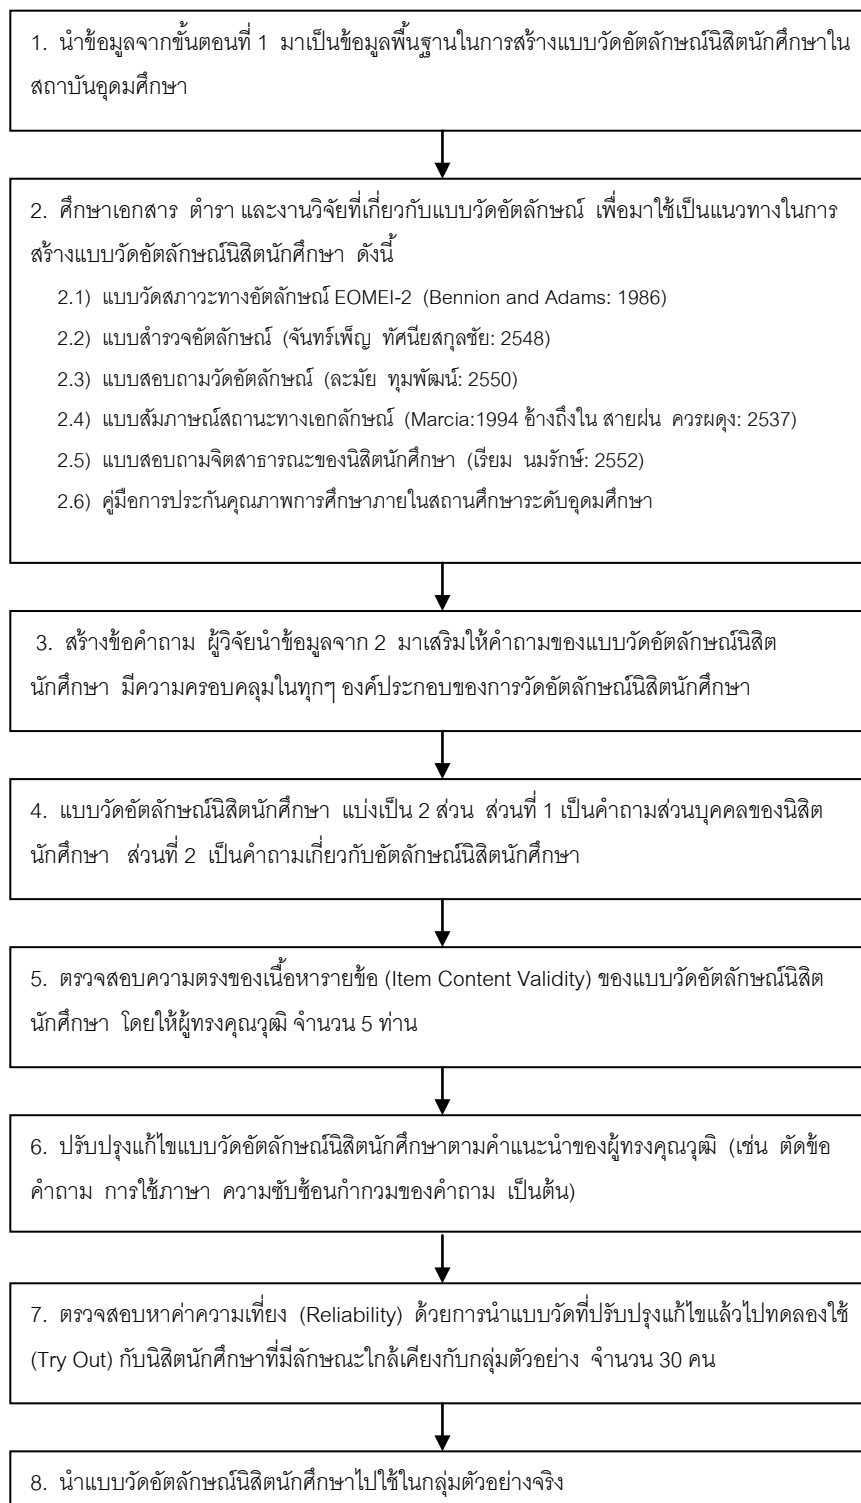 1. นำข้อมูลจากขั้นตอนที่ 1 มาเป็นข้อมูลพื้นฐานในการสร้างแบบวัดอัตลักษณ์นิสิตนักศึกษาใน
สถาบันอุดมศึกษา
2. ศึกษาเอกสาร ตำรา และงานวิจัยที่เกี่ยวกับแบบวัดอัตลักษณ์ เพื่อมาใช้เป็นแนวทางในการ
สร้างแบบวัดอัตลักษณ์นิสิตนักศึกษา ดังนี้
2.1) แบบวัดสภาวะทางอัตลักษณ์ EOMEI-2 (Bennion and Adams: 1986)
2.2) แบบสำรวจอัตลักษณ์ (จันทร์เพ็ญ ทัศนียสกุลชัย: 2548)
2.3) แบบสอบถามวัดอัตลักษณ์ (ละมัย ทุมพัฒน์: 2550)
2.4) แบบสัมภาษณ์สถานะทางเอกลักษณ์ (Marcia:1994 อ้างถึงใน สายฝน ควรผดุง: 2537)
2.5) แบบสอบถามจิตสาธารณะของนิสิตนักศึกษา (เรียม นมรักษ์: 2552)
2.6) คู่มือการประกันคุณภาพการศึกษาภายในสถานศึกษาระดับอุดมศึกษา
3. สร้างข้อคำถาม ผู้วิจัยนำข้อมูลจาก 2 มาเสริมให้คำถามของแบบวัดอัตลักษณ์นิสิต
นักศึกษา มีความครอบคลุมในทุกๆ องค์ประกอบของการวัดอัตลักษณ์นิสิตนักศึกษา
4. แบบวัดอัตลักษณ์นิสิตนักศึกษา แบ่งเป็น 2 ส่วน ส่วนที่ 1 เป็นคำถามส่วนบุคคลของนิสิต
นักศึกษา ส่วนที่ 2 เป็นคำถามเกี่ยวกับอัตลักษณ์นิสิตนักศึกษา
5. ตรวจสอบความตรงของเนื้อหารายข้อ (Item Content Validity) ของแบบวัดอัตลักษณ์นิสิต
นักศึกษา โดยให้ผู้ทรงคุณวุฒิ จำนวน 5 ท่าน
6. ปรับปรุงแก้ไขแบบวัดอัตลักษณ์นิสิตนักศึกษาตามคำแนะนำของผู้ทรงคุณวุฒิ (เช่น ตัดข้อ
คำถาม การใช้ภาษา ความซับซ้อนกำกวมของคำถาม เป็นต้น)
7. ตรวจสอบหาค่าความเที่ยง (Reliability) ด้วยการนำแบบวัดที่ปรับปรุงแก้ไขแล้วไปทดลองใช้
(Try Out) กับนิสิตนักศึกษาที่มีลักษณะใกล้เคียงกับกลุ่มตัวอย่าง จำนวน 30 คน
8. นำแบบวัดอัตลักษณ์นิสิตนักศึกษาไปใช้ในกลุ่มตัวอย่างจริง